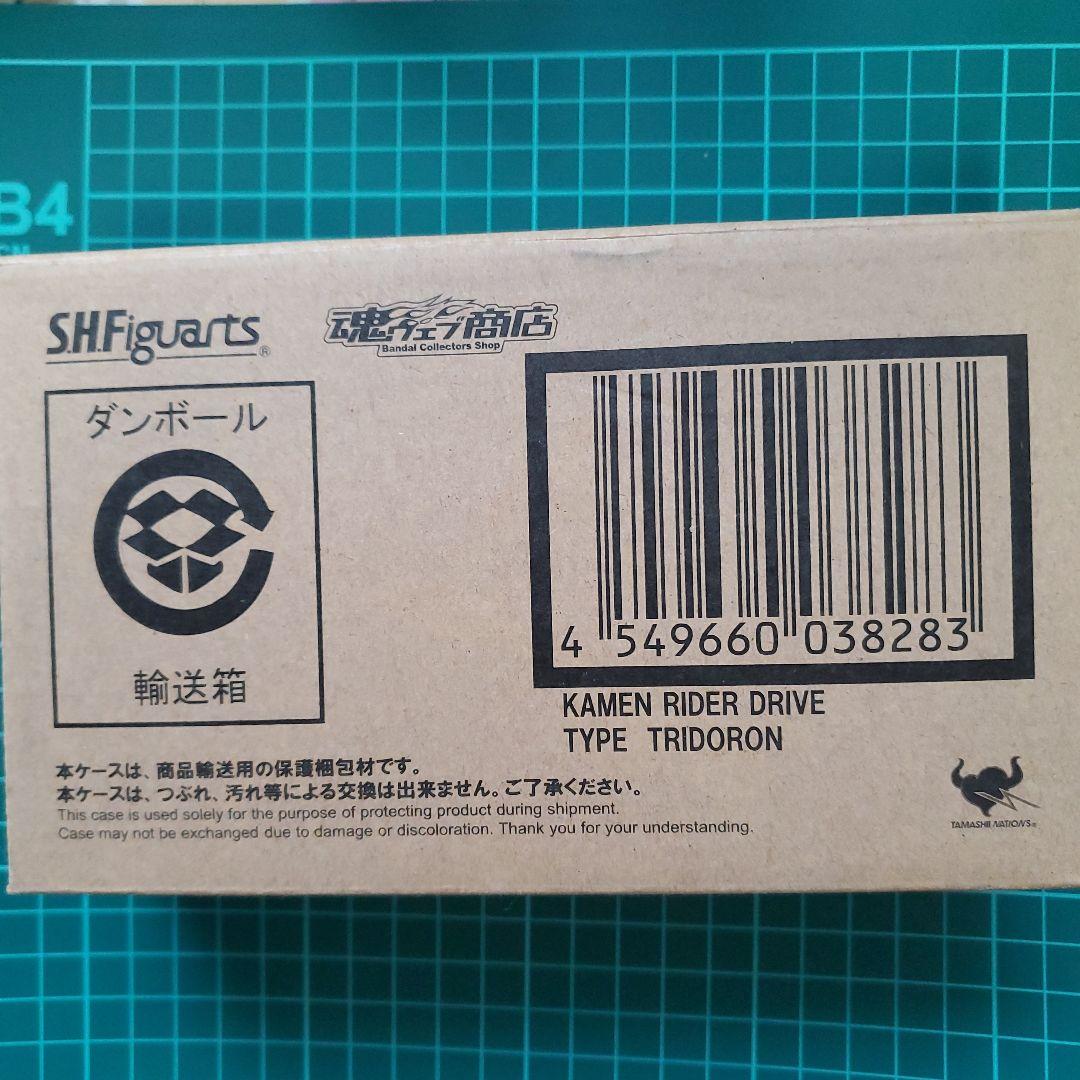 B4
S.H.Figuarts®
魂ウェブ商店
Bandai Collectors Shop
ダンボール
輸送箱
4 549660 038283
KAMEN RIDER DRIVE
TYPE TRIDORON
本ケースは、商品輸送用の保護梱包材です。
本ケースは、つぶれ、汚れ等による交換は出来ません。ご了承ください。
This case is used solely for the purpose of protecting product during shipment.
Case may not be exchanged due to damage or discoloration. Thank you for your understanding.
TAMASHII NATIONS